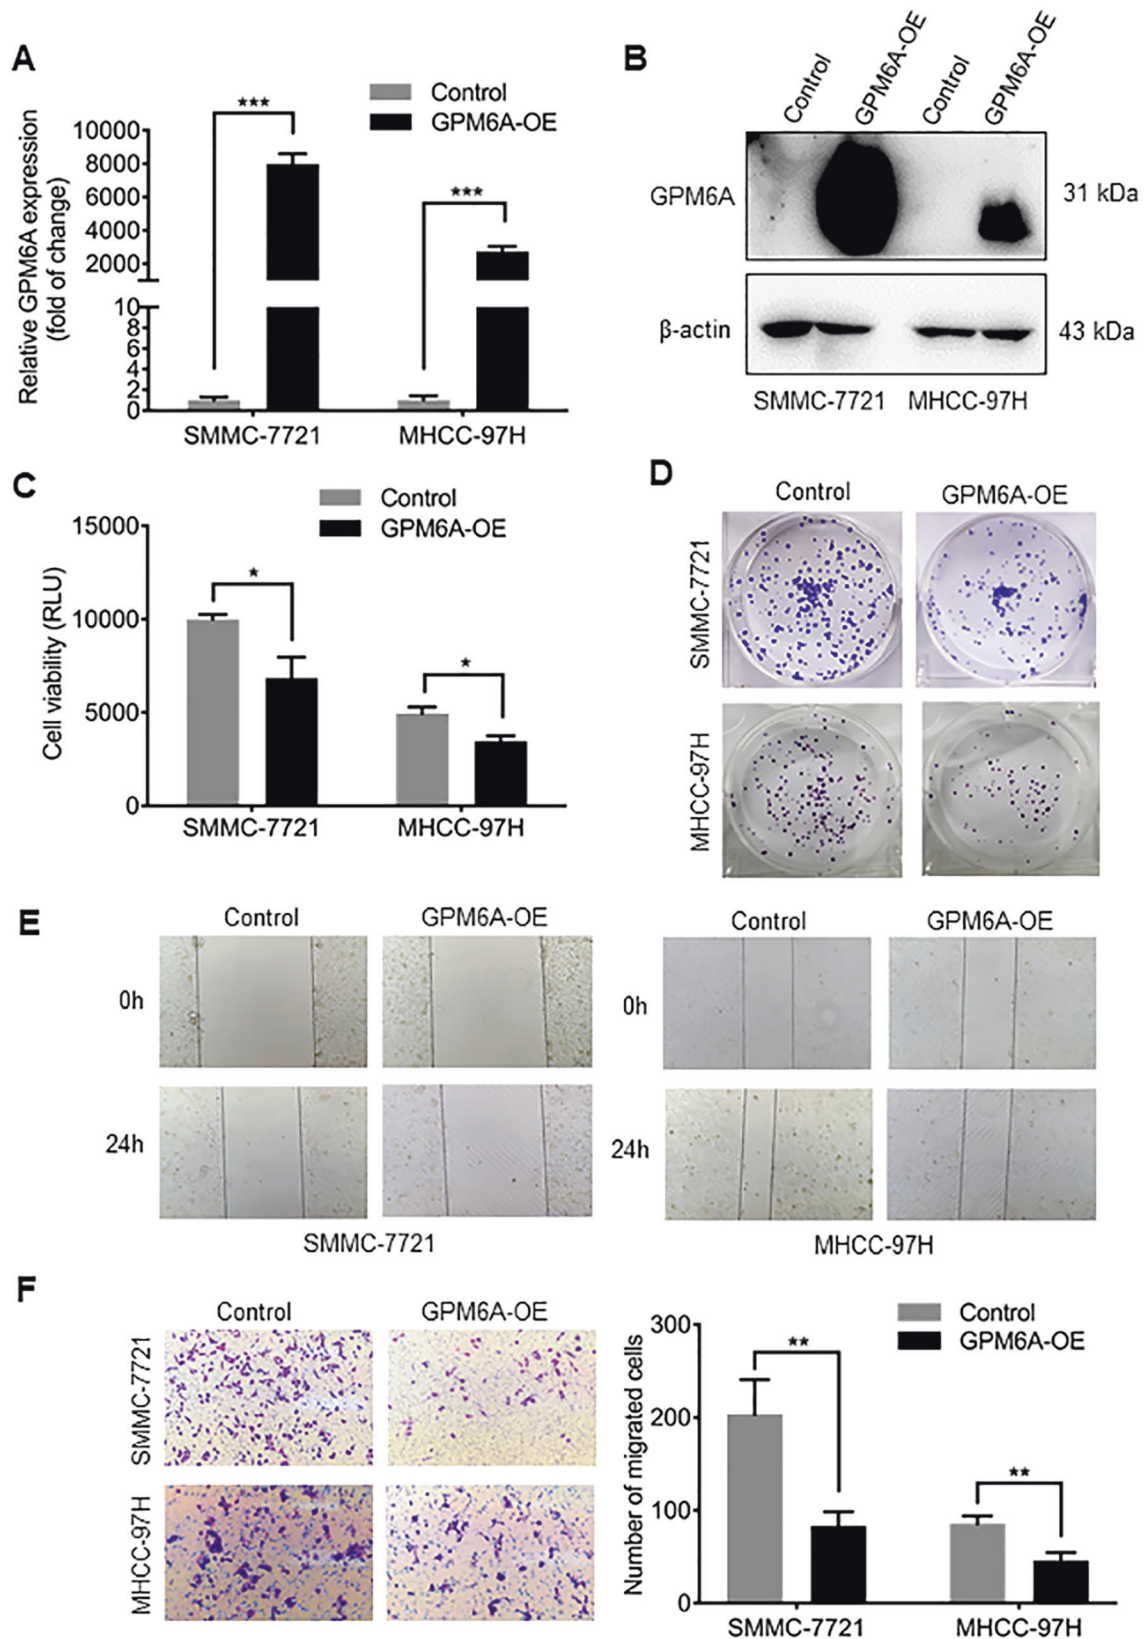 A
Control
GPM6A-OE
Relative GPM6A expression
(fold of change)
***
***
10000
8000
6000
4000
2000
10
8
6
4
2
0
SMMC-7721
MHCC-97H
B
Control
GPM6A-OE
Control
GPM6A-OE
GPM6A
31 kDa
β-actin
43 kDa
SMMC-7721
MHCC-97H
C
Control
GPM6A-OE
Cell viability (RLU)
15000
10000
5000
0
*
*
SMMC-7721
MHCC-97H
D
Control
GPM6A-OE
SMMC-7721
MHCC-97H
E
Control
GPM6A-OE
Control
GPM6A-OE
0h
0h
24h
24h
SMMC-7721
MHCC-97H
F
Control
GPM6A-OE
SMMC-7721
MHCC-97H
Control
GPM6A-OE
Number of migrated cells
300
200
100
0
**
**
SMMC-7721
MHCC-97H